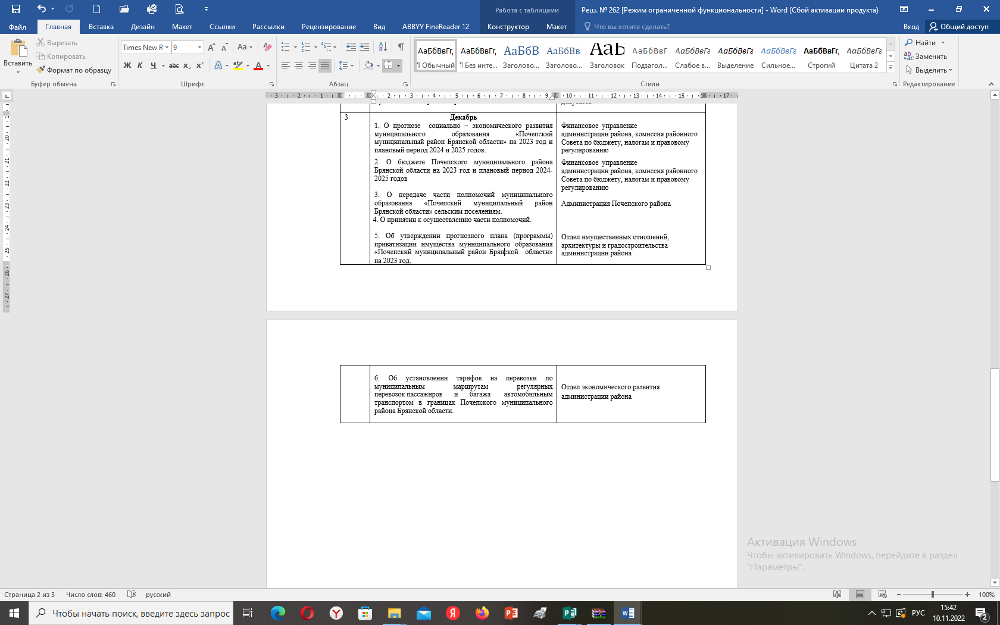 Работа с таблицами
Реш. № 262 [Режим ограниченной функциональности] - Word (Сбой активации продукта)
Файл
Главная
Вставка
Дизайн
Макет
Ссылки
Рассылки
Рецензирование
Вид
ABBYY FineReader 12
Конструктор
Макет
Что вы хотите сделать?
Вход
Общий доступ
Вставить
Вырезать
Копировать
Формат по образцу
Буфер обмена
Times New R
9
Шрифт
Абзац
АаБбВвГг,
АаБбВвГг,
АаБбВ
АаБбВв
АаБ
АаБбВвГ
АаБбВвГг
АаБбВвГг
АаБбВвГг
АаБбВвГг,
АаБбВвГг
¶ Обычный
¶ Без инте...
Заголово...
Заголово...
Заголовок
Подзагол...
Слабое в...
Выделение
Сильное...
Строгий
Цитата 2
Стили
Найти
Заменить
Выделить
Редактирование
3
Декабрь
1. О прогнозе социально – экономического развития
муниципального образования «Почепский
муниципальный район Брянской области» на 2023 год и
плановый период 2024 и 2025 годов.
Финансовое управление
администрации района, комиссия районного
Совета по бюджету, налогам и правовому
регулированию
2. О бюджете Почепского муниципального района
Брянской области на 2023 год и плановый период 2024-
2025 годов
Финансовое управление
администрации района, комиссия районного
Совета по бюджету, налогам и правовому
регулированию
3. О передаче части полномочий муниципального
образования «Почепский муниципальный район
Брянской области» сельским поселениям.
Администрация Почепского района
4. О принятии к осуществлению части полномочий.
5. Об утверждении прогнозного плана (программы)
приватизации имущества муниципального образования
«Почепский муниципальный район Брянской области»
на 2023 год.
Отдел имущественных отношений,
архитектуры и градостроительства
администрации района
6. Об установлении тарифов на перевозки по
муниципальным маршрутам регулярных
перевозок пассажиров и багажа автомобильным
транспортом в границах Почепского муниципального
района Брянской области.
Отдел экономического развития
администрации района
Активация Windows
Чтобы активировать Windows, перейдите в раздел
"Параметры".
Страница 2 из 3
Число слов: 460
русский
100%
Чтобы начать поиск, введите здесь запрос
РУС
15:42
10.11.2022
2